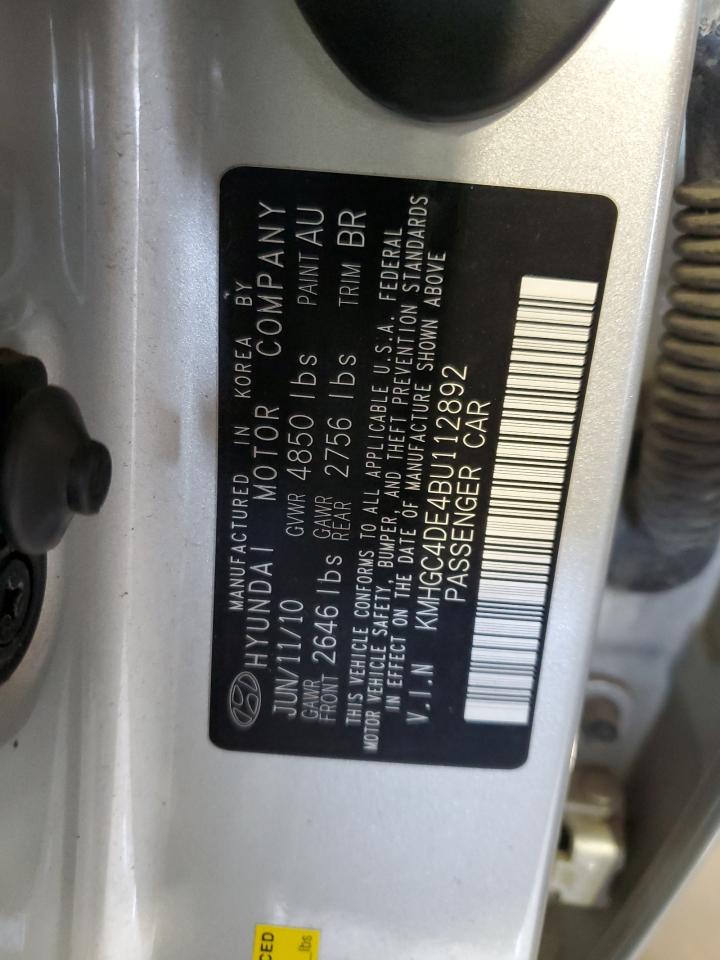 MANUFACTURED IN KOREA BY
HYUNDAI MOTOR COMPANY
JUN/11/10 GVWR 4850 lbs PAINT AU
GAWR FRONT 2646 lbs GAWR REAR 2756 lbs TRIM BR
THIS VEHICLE CONFORMS TO ALL APPLICABLE U.S.A. FEDERAL
MOTOR VEHICLE SAFETY, BUMPER, AND THEFT PREVENTION STANDARDS
IN EFFECT ON THE DATE OF MANUFACTURE SHOWN ABOVE
V.I.N KMHGC4DE4BU112892
PASSENGER CAR
CED
lbs